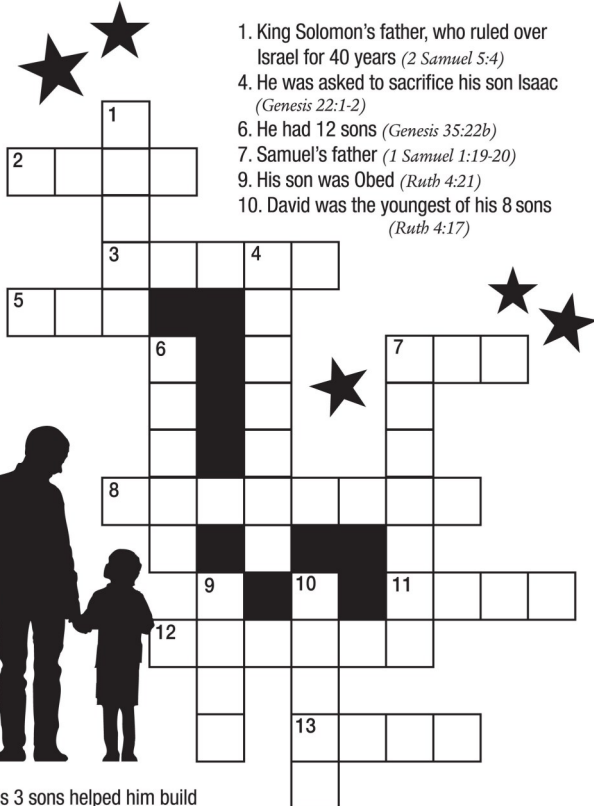 1. King Solomon's father, who ruled over
Israel for 40 years (2 Samuel 5:4)
4. He was asked to sacrifice his son Isaac
(Genesis 22:1-2)
6. He had 12 sons (Genesis 35:22b)
7. Samuel's father (1 Samuel 1:19-20)
9. His son was Obed (Ruth 4:21)
10. David was the youngest of his 8 sons
(Ruth 4:17)
1
2
3 4
5
6 7
8
9 10 11
12
13
s 3 sons helped him build